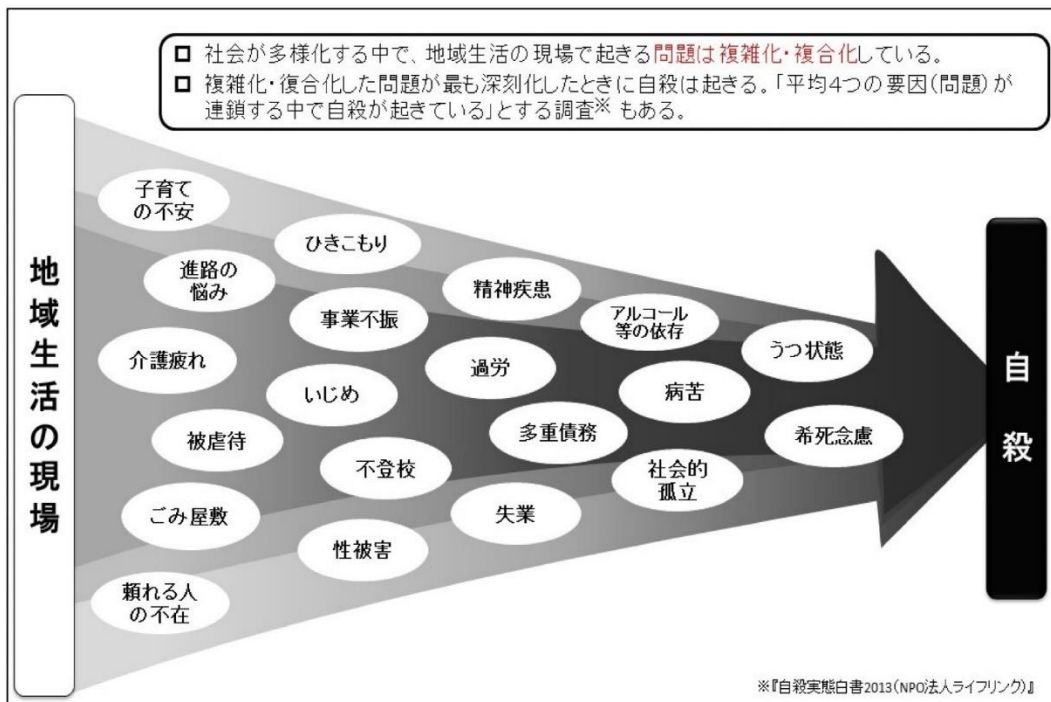 □ 社会が多様化する中で、地域生活の現場で起きる問題は複雑化・複合化している。
□ 複雑化・復合化した問題が最も深刻化したときに自殺は起きる。「平均4つの要因(問題)が
連鎖する中で自殺が起きている」とする調査※ もある。
地域生活の現場
子育て
の不安
進路の
悩み
介護疲れ
被虐待
ごみ屋敷
頼れる人
の不在
ひきこもり
事業不振
いじめ
不登校
性被害
精神疾患
過労
多重債務
失業
アルコール
等の依存
病苦
社会的
孤立
うつ状態
希死念慮
自殺
※『自殺実態白書2013(NPO法人ライフリンク)』